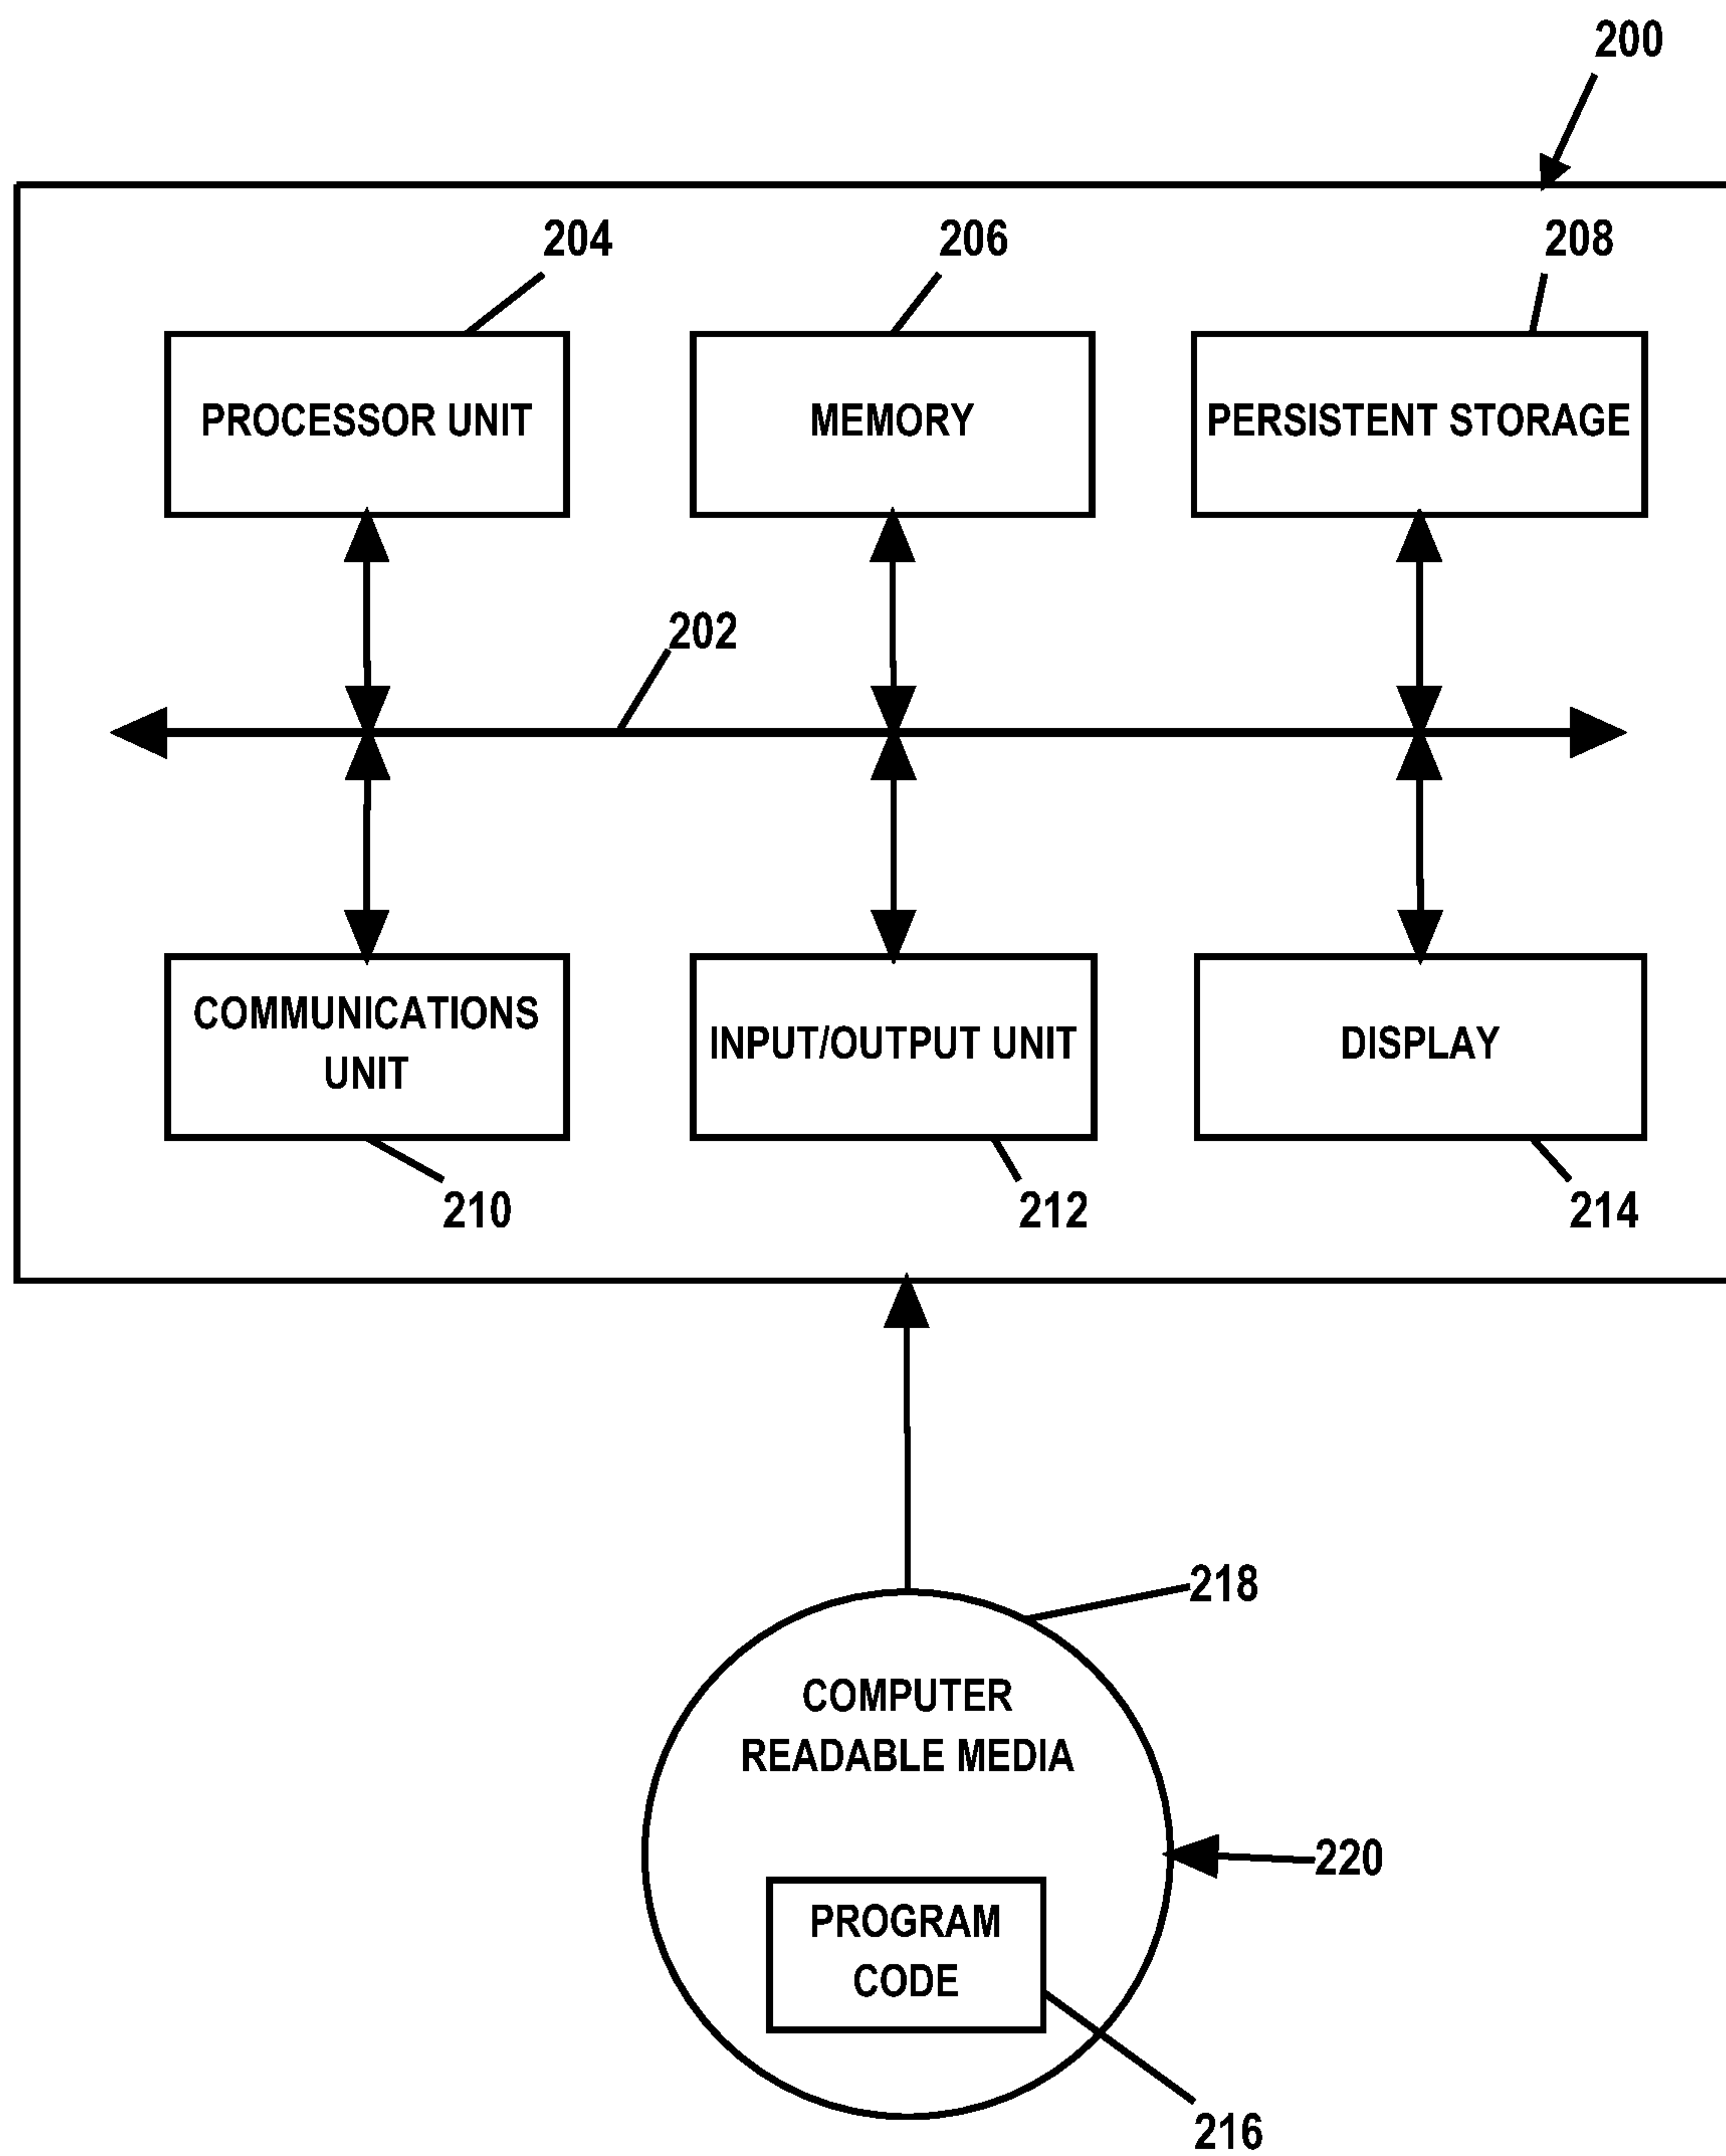 200
204
206
208
PROCESSOR UNIT
MEMORY
PERSISTENT STORAGE
202
COMMUNICATIONS
UNIT
INPUT/OUTPUT UNIT
DISPLAY
210
212
214
218
COMPUTER
READABLE MEDIA
220
PROGRAM
CODE
216